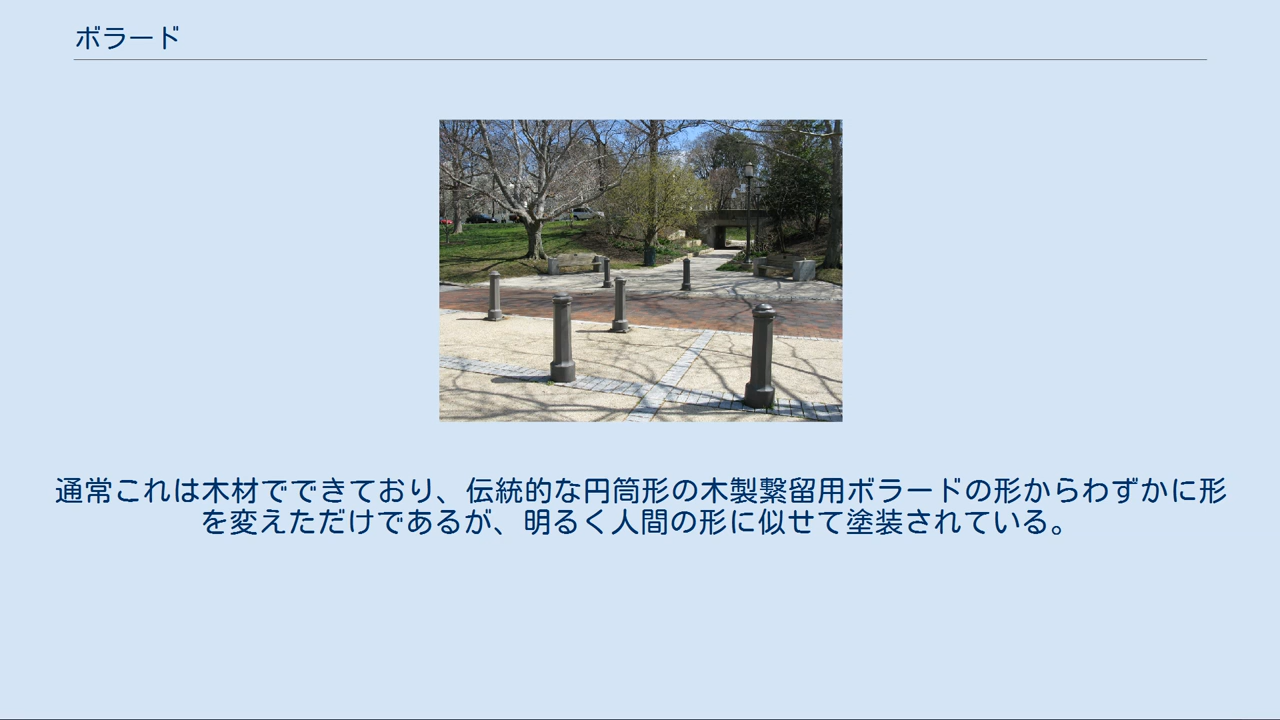 ボラード
通常これは木材でできており、伝統的な円筒形の木製繋留用ボラードの形からわずかに形
を変えただけであるが、明るく人間の形に似せて塗装されている。